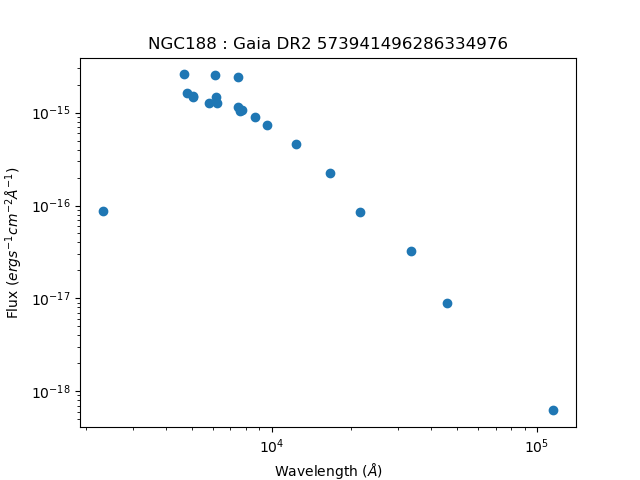 NGC188 : Gaia DR2 573941496286334976
Flux (ergs⁻¹cm⁻²Å⁻¹)
10⁻¹⁵
10⁻¹⁶
10⁻¹⁷
10⁻¹⁸
10⁴
10⁵
Wavelength (Å)